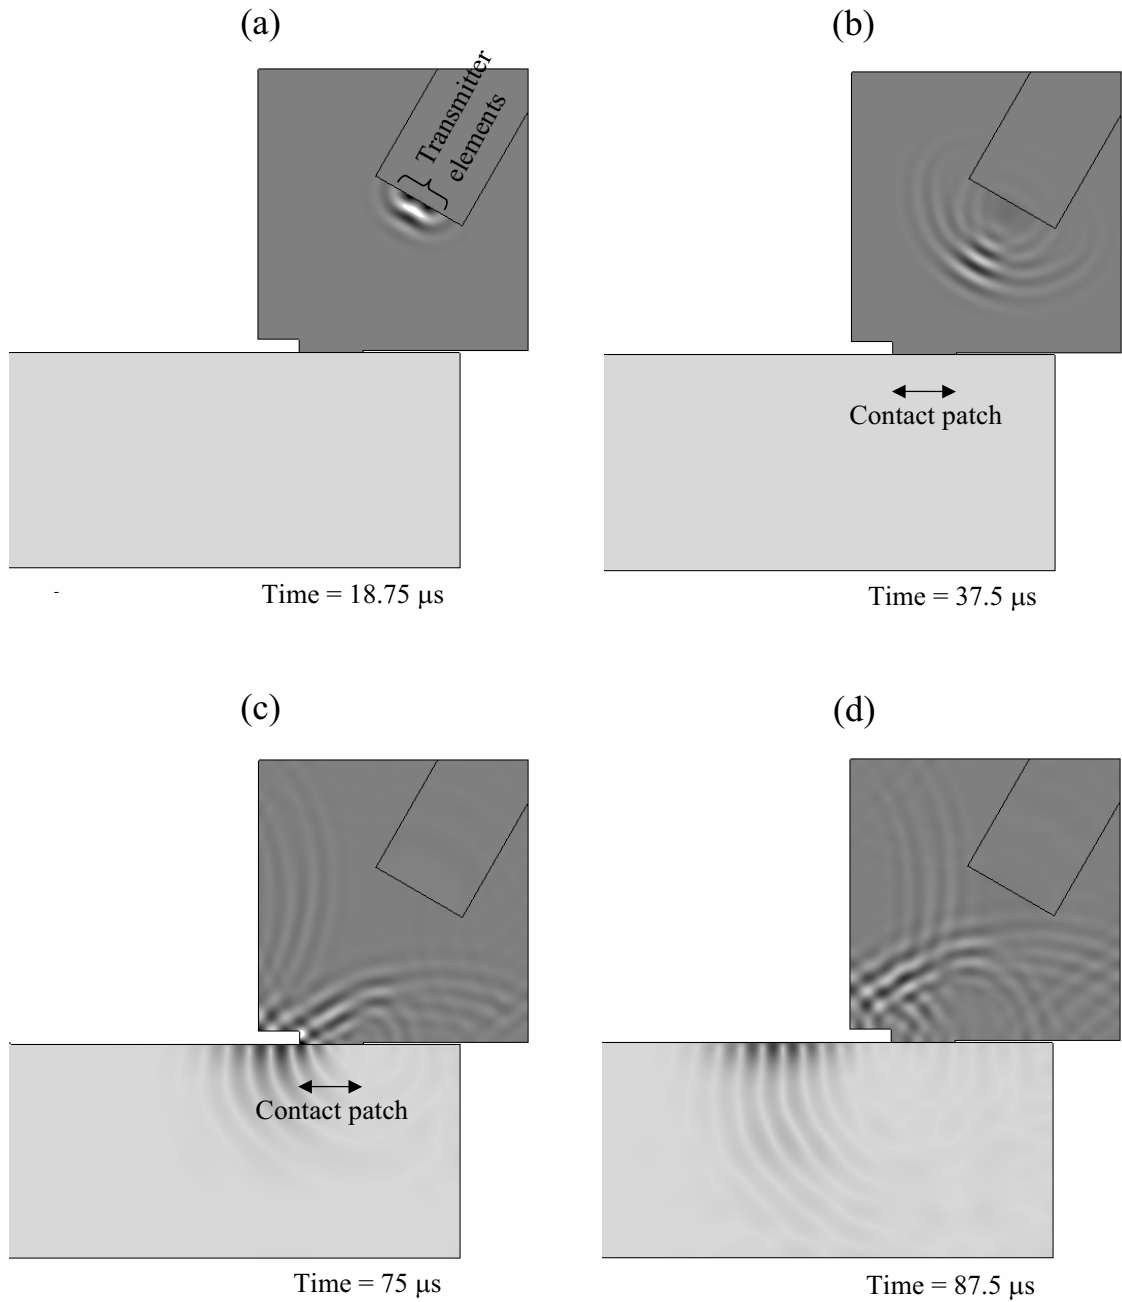 (a)
(b)
Transmitter
elements
Contact patch
Time = 18.75 μs
Time = 37.5 μs
(c)
(d)
Contact patch
Time = 75 μs
Time = 87.5 μs